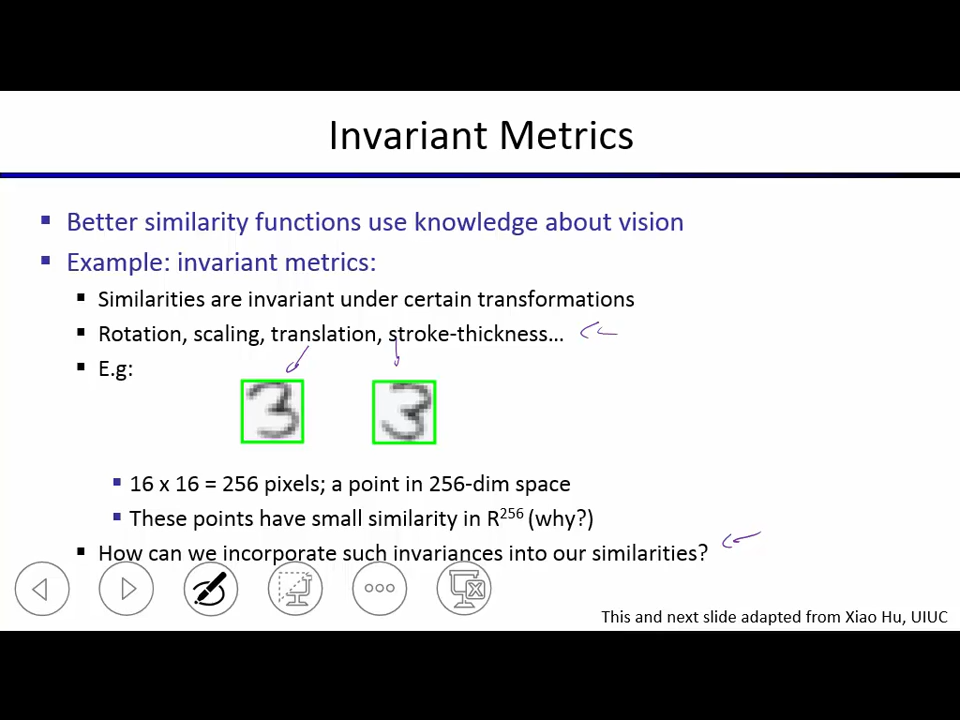 Invariant Metrics
Better similarity functions use knowledge about vision
Example: invariant metrics:
Similarities are invariant under certain transformations
Rotation, scaling, translation, stroke-thickness…
E.g:
3 3
16 x 16 = 256 pixels; a point in 256-dim space
These points have small similarity in R²⁵⁶ (why?)
How can we incorporate such invariances into our similarities?
This and next slide adapted from Xiao Hu, UIUC